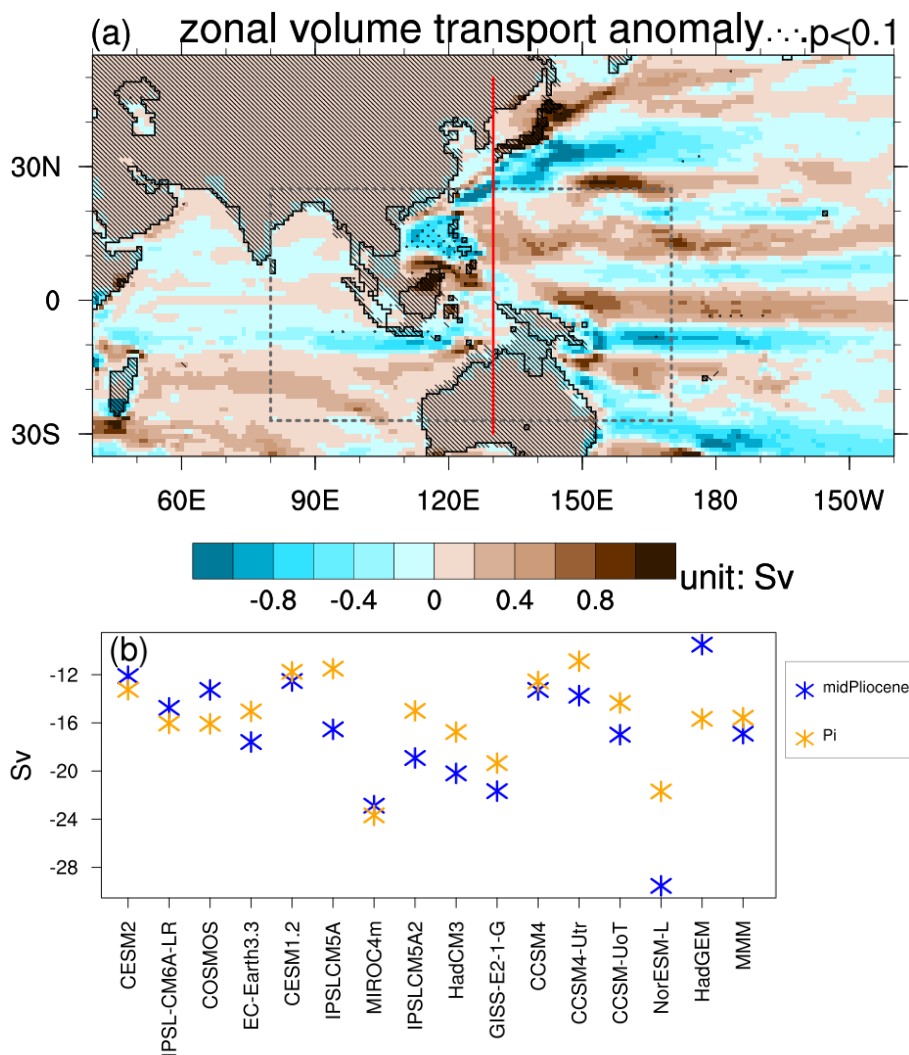 (a) zonal volume transport anomaly p<0.1
30N
0
30S
60E 90E 120E 150E 180 150W
-0.8 -0.4 0 0.4 0.8 unit: Sv
(b)
-12
-16
-20
-24
-28
Sv
midPliocene
Pi
CESM2
IPSL-CM6A-LR
COSMOS
EC-Earth3.3
CESM1.2
IPSLCM5A
MIROC4m
IPSLCM5A2
HadCM3
GISS-E2-1-G
CCSM4
CCSM4-Utr
CCSM-UoT
NorESM-L
HadGEM
MMM